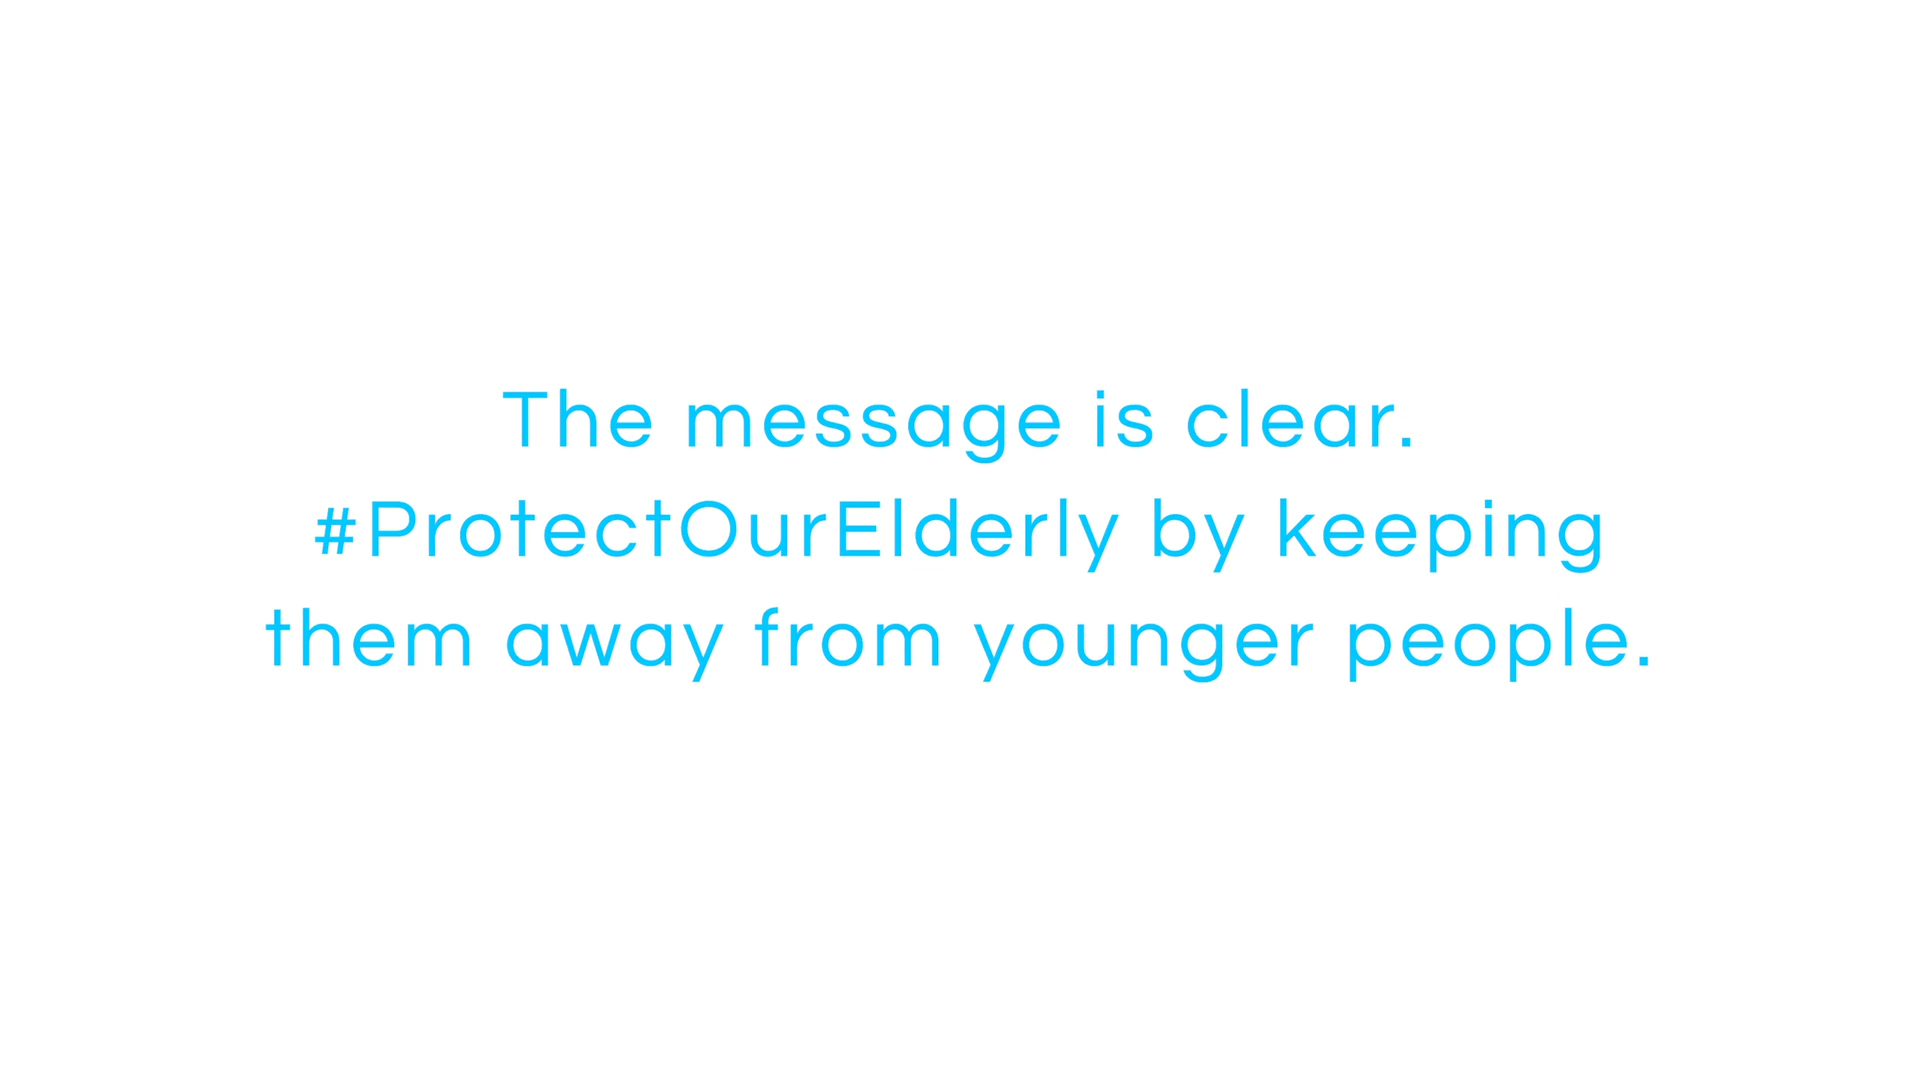 The message is clear.
#ProtectOurElderly by keeping
them away from younger people.